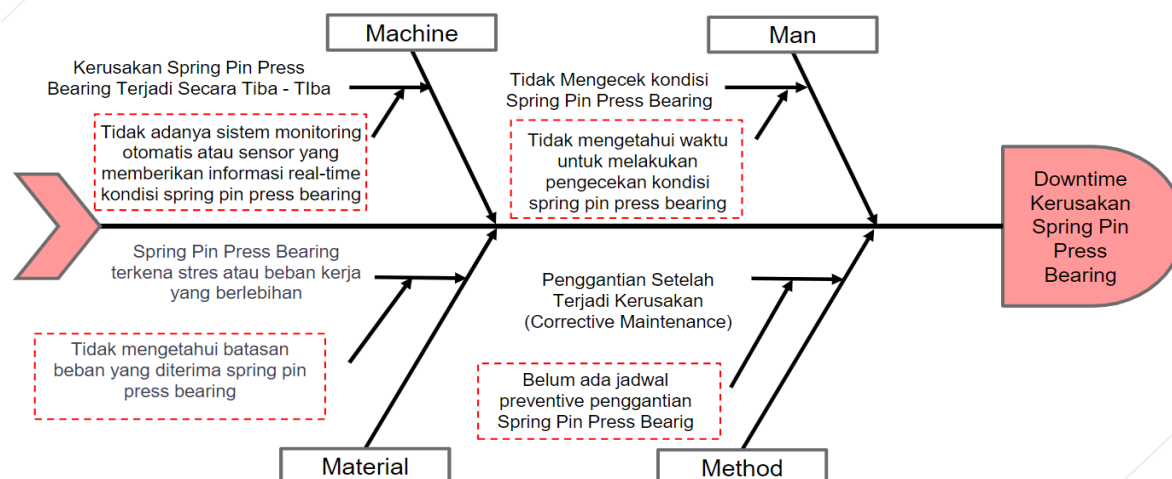 Machine
Man
Kerusakan Spring Pin Press
Bearing Terjadi Secara Tiba - TIba
Tidak adanya sistem monitoring
otomatis atau sensor yang
memberikan informasi real-time
kondisi spring pin press bearing
Tidak Mengecek kondisi
Spring Pin Press Bearing
Tidak mengetahui waktu
untuk melakukan
pengecekan kondisi
spring pin press bearing
Downtime
Kerusakan
Spring Pin
Press
Bearing
Spring Pin Press Bearing
terkena stres atau beban kerja
yang berlebihan
Tidak mengetahui batasan
beban yang diterima spring pin
press bearing
Penggantian Setelah
Terjadi Kerusakan
(Corrective Maintenance)
Belum ada jadwal
preventive penggantian
Spring Pin Press Bearig
Material
Method